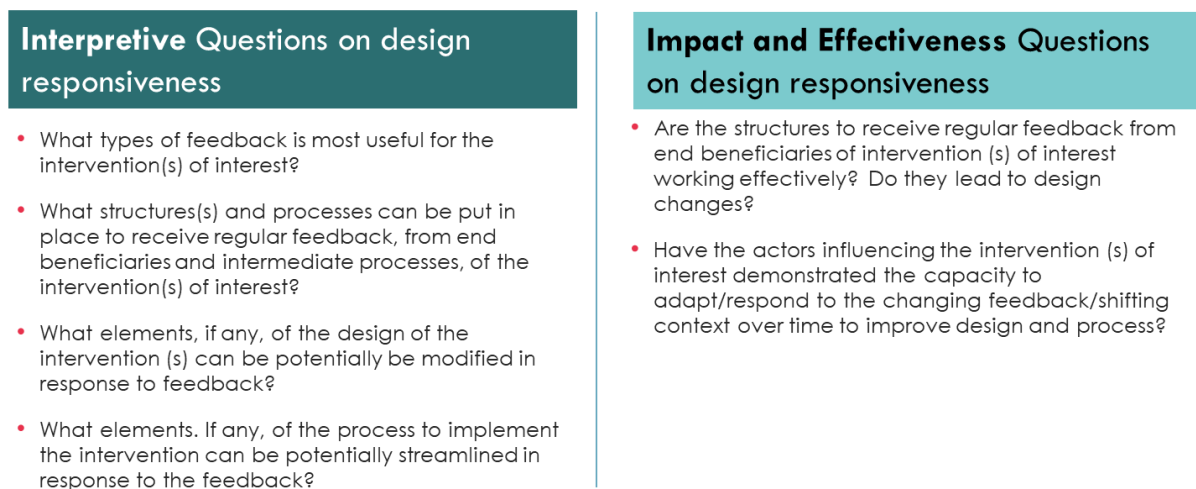 Interpretive Questions on design
responsiveness
• What types of feedback is most useful for the
intervention(s) of interest?
• What structures(s) and processes can be put in
place to receive regular feedback, from end
beneficiaries and intermediate processes, of the
intervention(s) of interest?
• What elements, if any, of the design of the
intervention (s) can be potentially be modified in
response to feedback?
• What elements. If any, of the process to implement
the intervention can be potentially streamlined in
response to the feedback?
Impact and Effectiveness Questions
on design responsiveness
• Are the structures to receive regular feedback from
end beneficiaries of intervention (s) of interest
working effectively? Do they lead to design
changes?
• Have the actors influencing the intervention (s) of
interest demonstrated the capacity to
adapt/respond to the changing feedback/shifting
context over time to improve design and process?